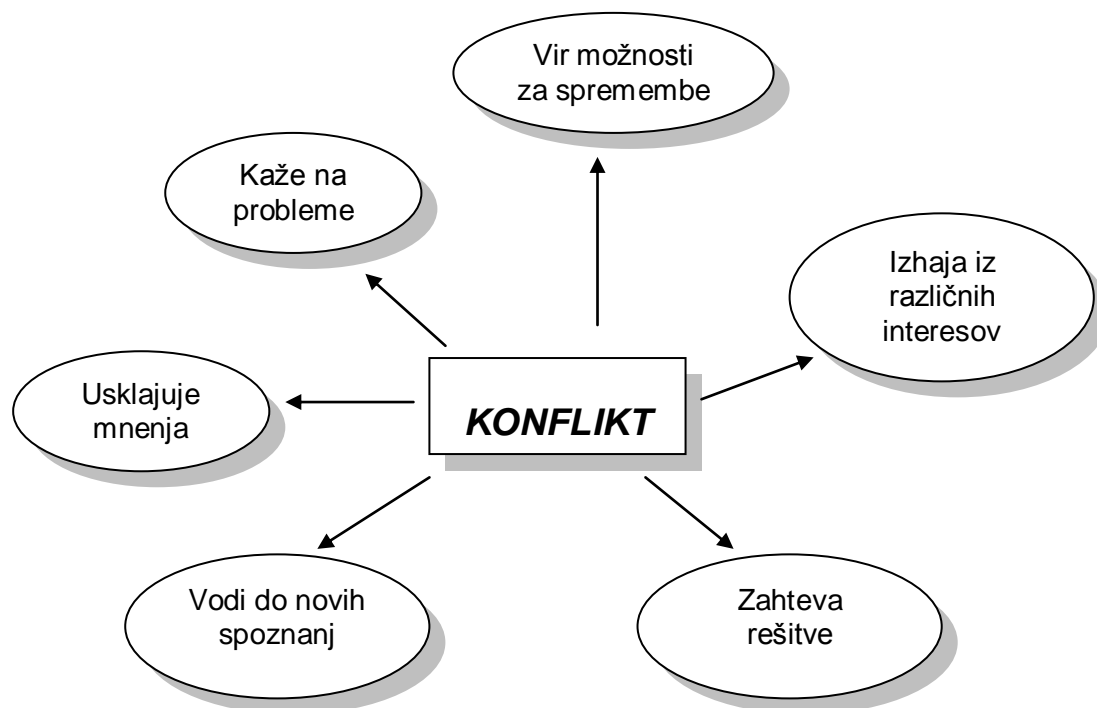 Vir možnosti
za spremembe
Kaže na
probleme
Izhaja iz
različnih
interesov
Usklajuje
mnenja
KONFLIKT
Vodi do novih
spoznanj
Zahteva
rešitve